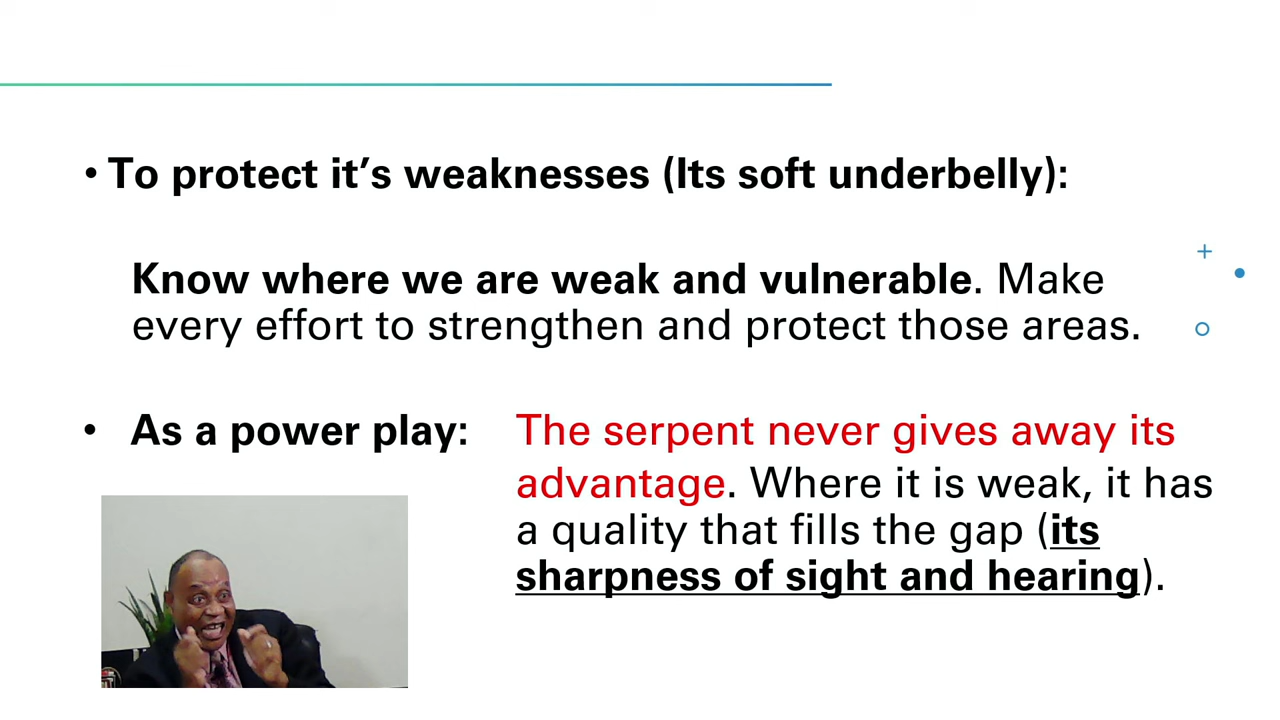 • To protect it’s weaknesses (Its soft underbelly):
Know where we are weak and vulnerable. Make
every effort to strengthen and protect those areas.
• As a power play: The serpent never gives away its
advantage. Where it is weak, it has
a quality that fills the gap (its
sharpness of sight and hearing).